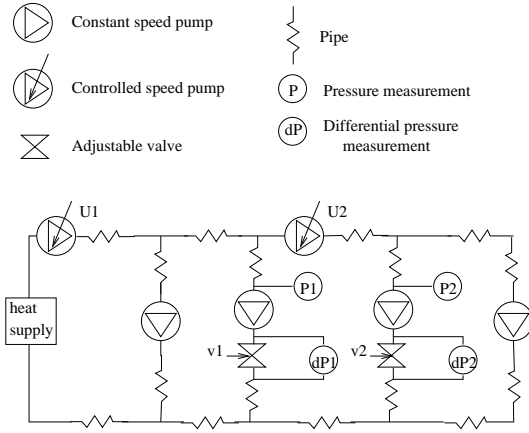 Constant speed pump
Pipe
Controlled speed pump
P
Pressure measurement
Adjustable valve
dP
Differential pressure
measurement
U1
U2
P1
P2
heat
supply
v1
dP1
v2
dP2